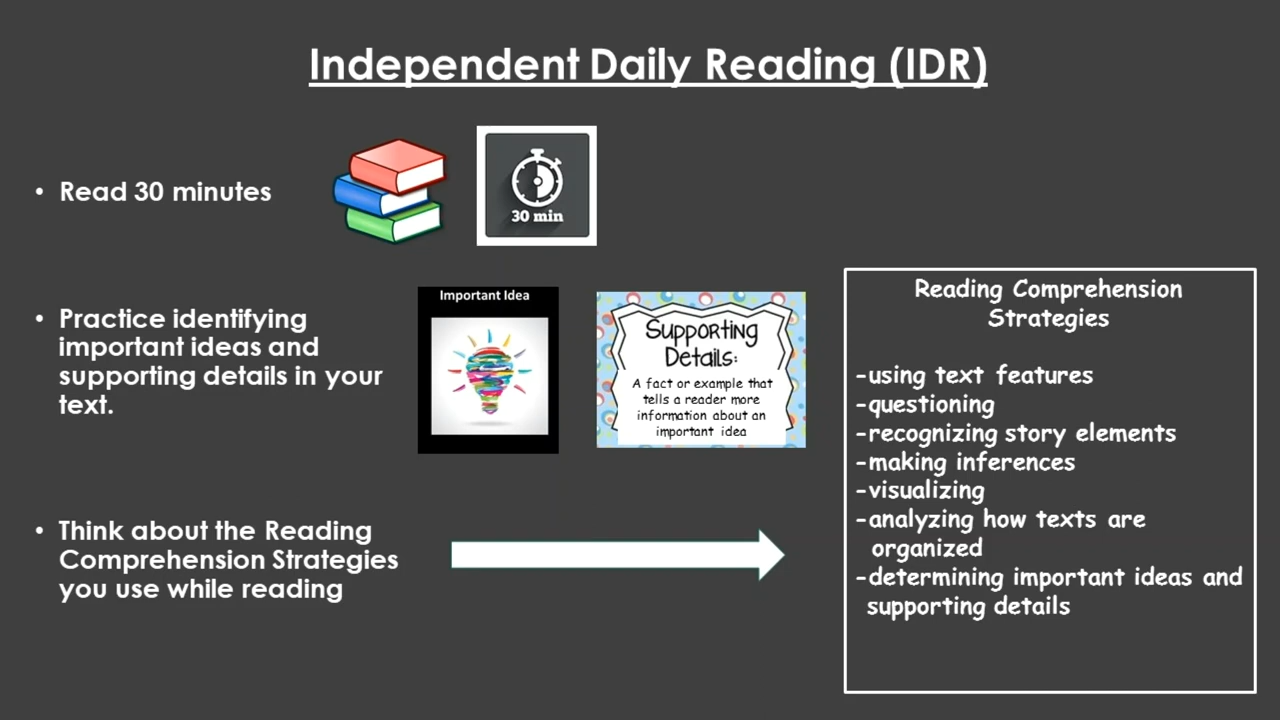 Independent Daily Reading (IDR)
• Read 30 minutes
30 min
• Practice identifying
important ideas and
supporting details in your
text.
Important Idea
Supporting
Details:
A fact or example that
tells a reader more
information about an
important idea
• Think about the Reading
Comprehension Strategies
you use while reading
Reading Comprehension
Strategies
-using text features
-questioning
-recognizing story elements
-making inferences
-visualizing
-analyzing how texts are
organized
-determining important ideas and
supporting details